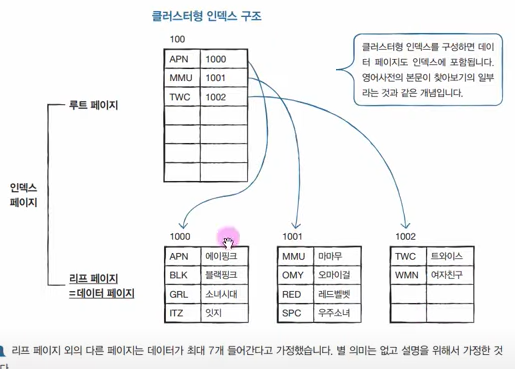 클러스터형 인덱스 구조
100
APN 1000
MMU 1001
TWC 1002
클러스터형 인덱스를 구성하면 데이
터 페이지도 인덱스에 포함됩니다.
영어사전의 본문이 찾아보기의 일부
라는 것과 같은 개념입니다.
루트 페이지
인덱스
페이지
리프 페이지
=데이터 페이지
1000
APN 에이핑크
BLK 블랙핑크
GRL 소녀시대
ITZ 잇지
1001
MMU 마마무
OMY 오마이걸
RED 레드벨벳
SPC 우주소녀
1002
TWC 트와이스
WMN 여자친구
리프 페이지 외의 다른 페이지는 데이터가 최대 7개 들어간다고 가정했습니다. 별 의미는 없고 설명을 위해서 가정한 것